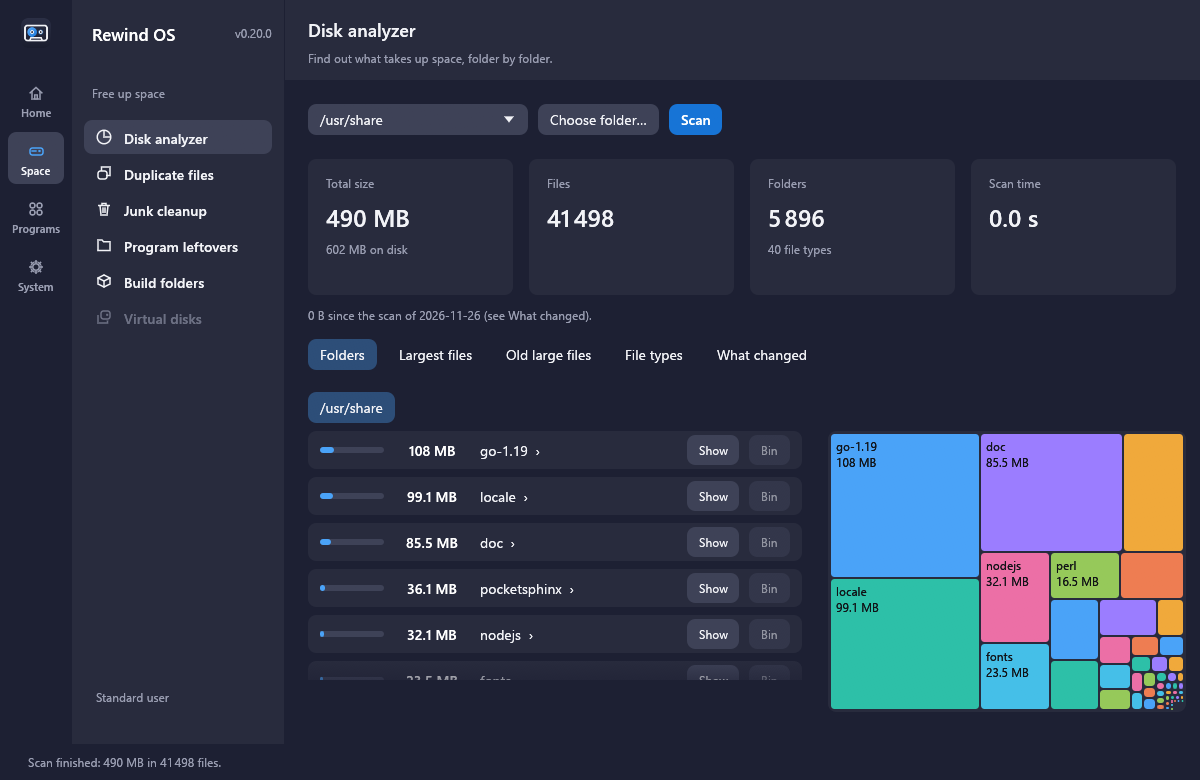 Rewind OS
v0.20.0
Home
Space
Programs
System
Free up space
Disk analyzer
Duplicate files
Junk cleanup
Program leftovers
Build folders
Virtual disks
Standard user
Disk analyzer
Find out what takes up space, folder by folder.
/usr/share
Choose folder...
Scan
Total size
490 MB
602 MB on disk
Files
41 498
Folders
5 896
40 file types
Scan time
0.0 s
0 B since the scan of 2026-11-26 (see What changed).
Folders
Largest files
Old large files
File types
What changed
/usr/share
108 MB go-1.19 › Show Bin
99.1 MB locale › Show Bin
85.5 MB doc › Show Bin
36.1 MB pocketsphinx › Show Bin
32.1 MB nodejs › Show Bin
23.5 MB fonts Show Bin
go-1.19
108 MB
doc
85.5 MB
locale
99.1 MB
nodejs
32.1 MB
perl
16.5 MB
fonts
23.5 MB
Scan finished: 490 MB in 41 498 files.